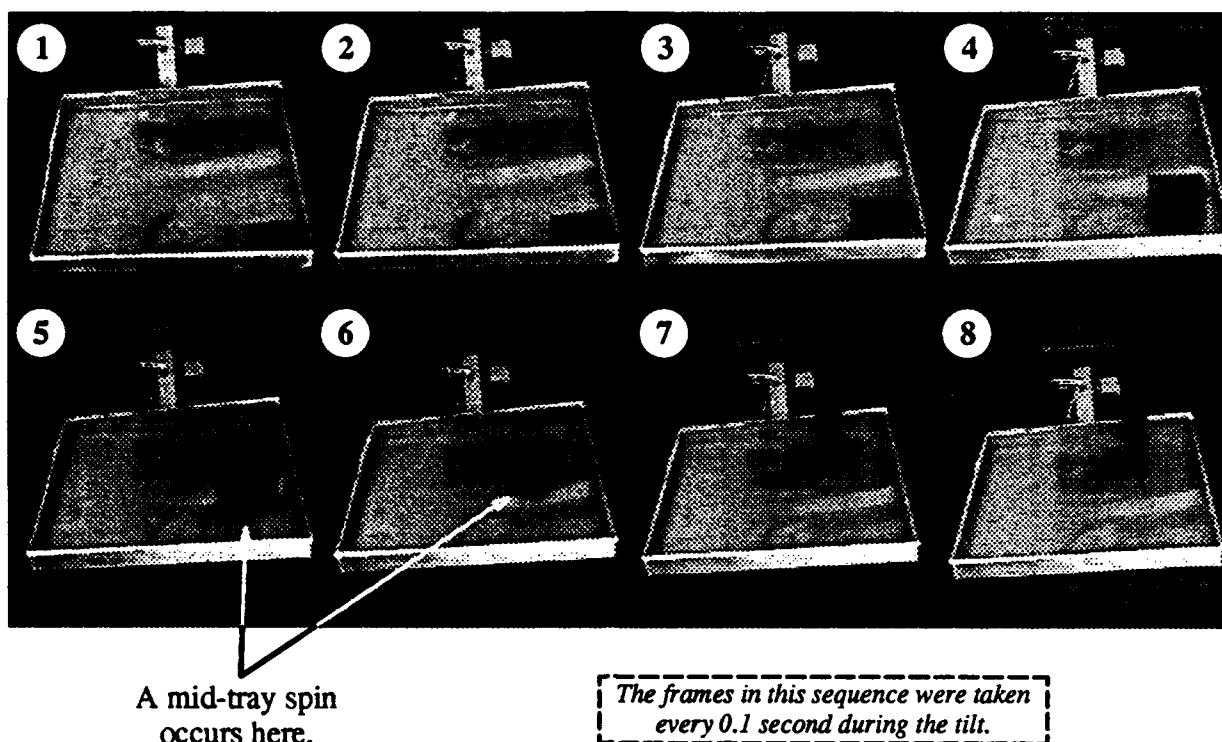 1
2
3
4
5
6
7
8
A mid-tray spin
occurs here.
The frames in this sequence were taken
every 0.1 second during the tilt.